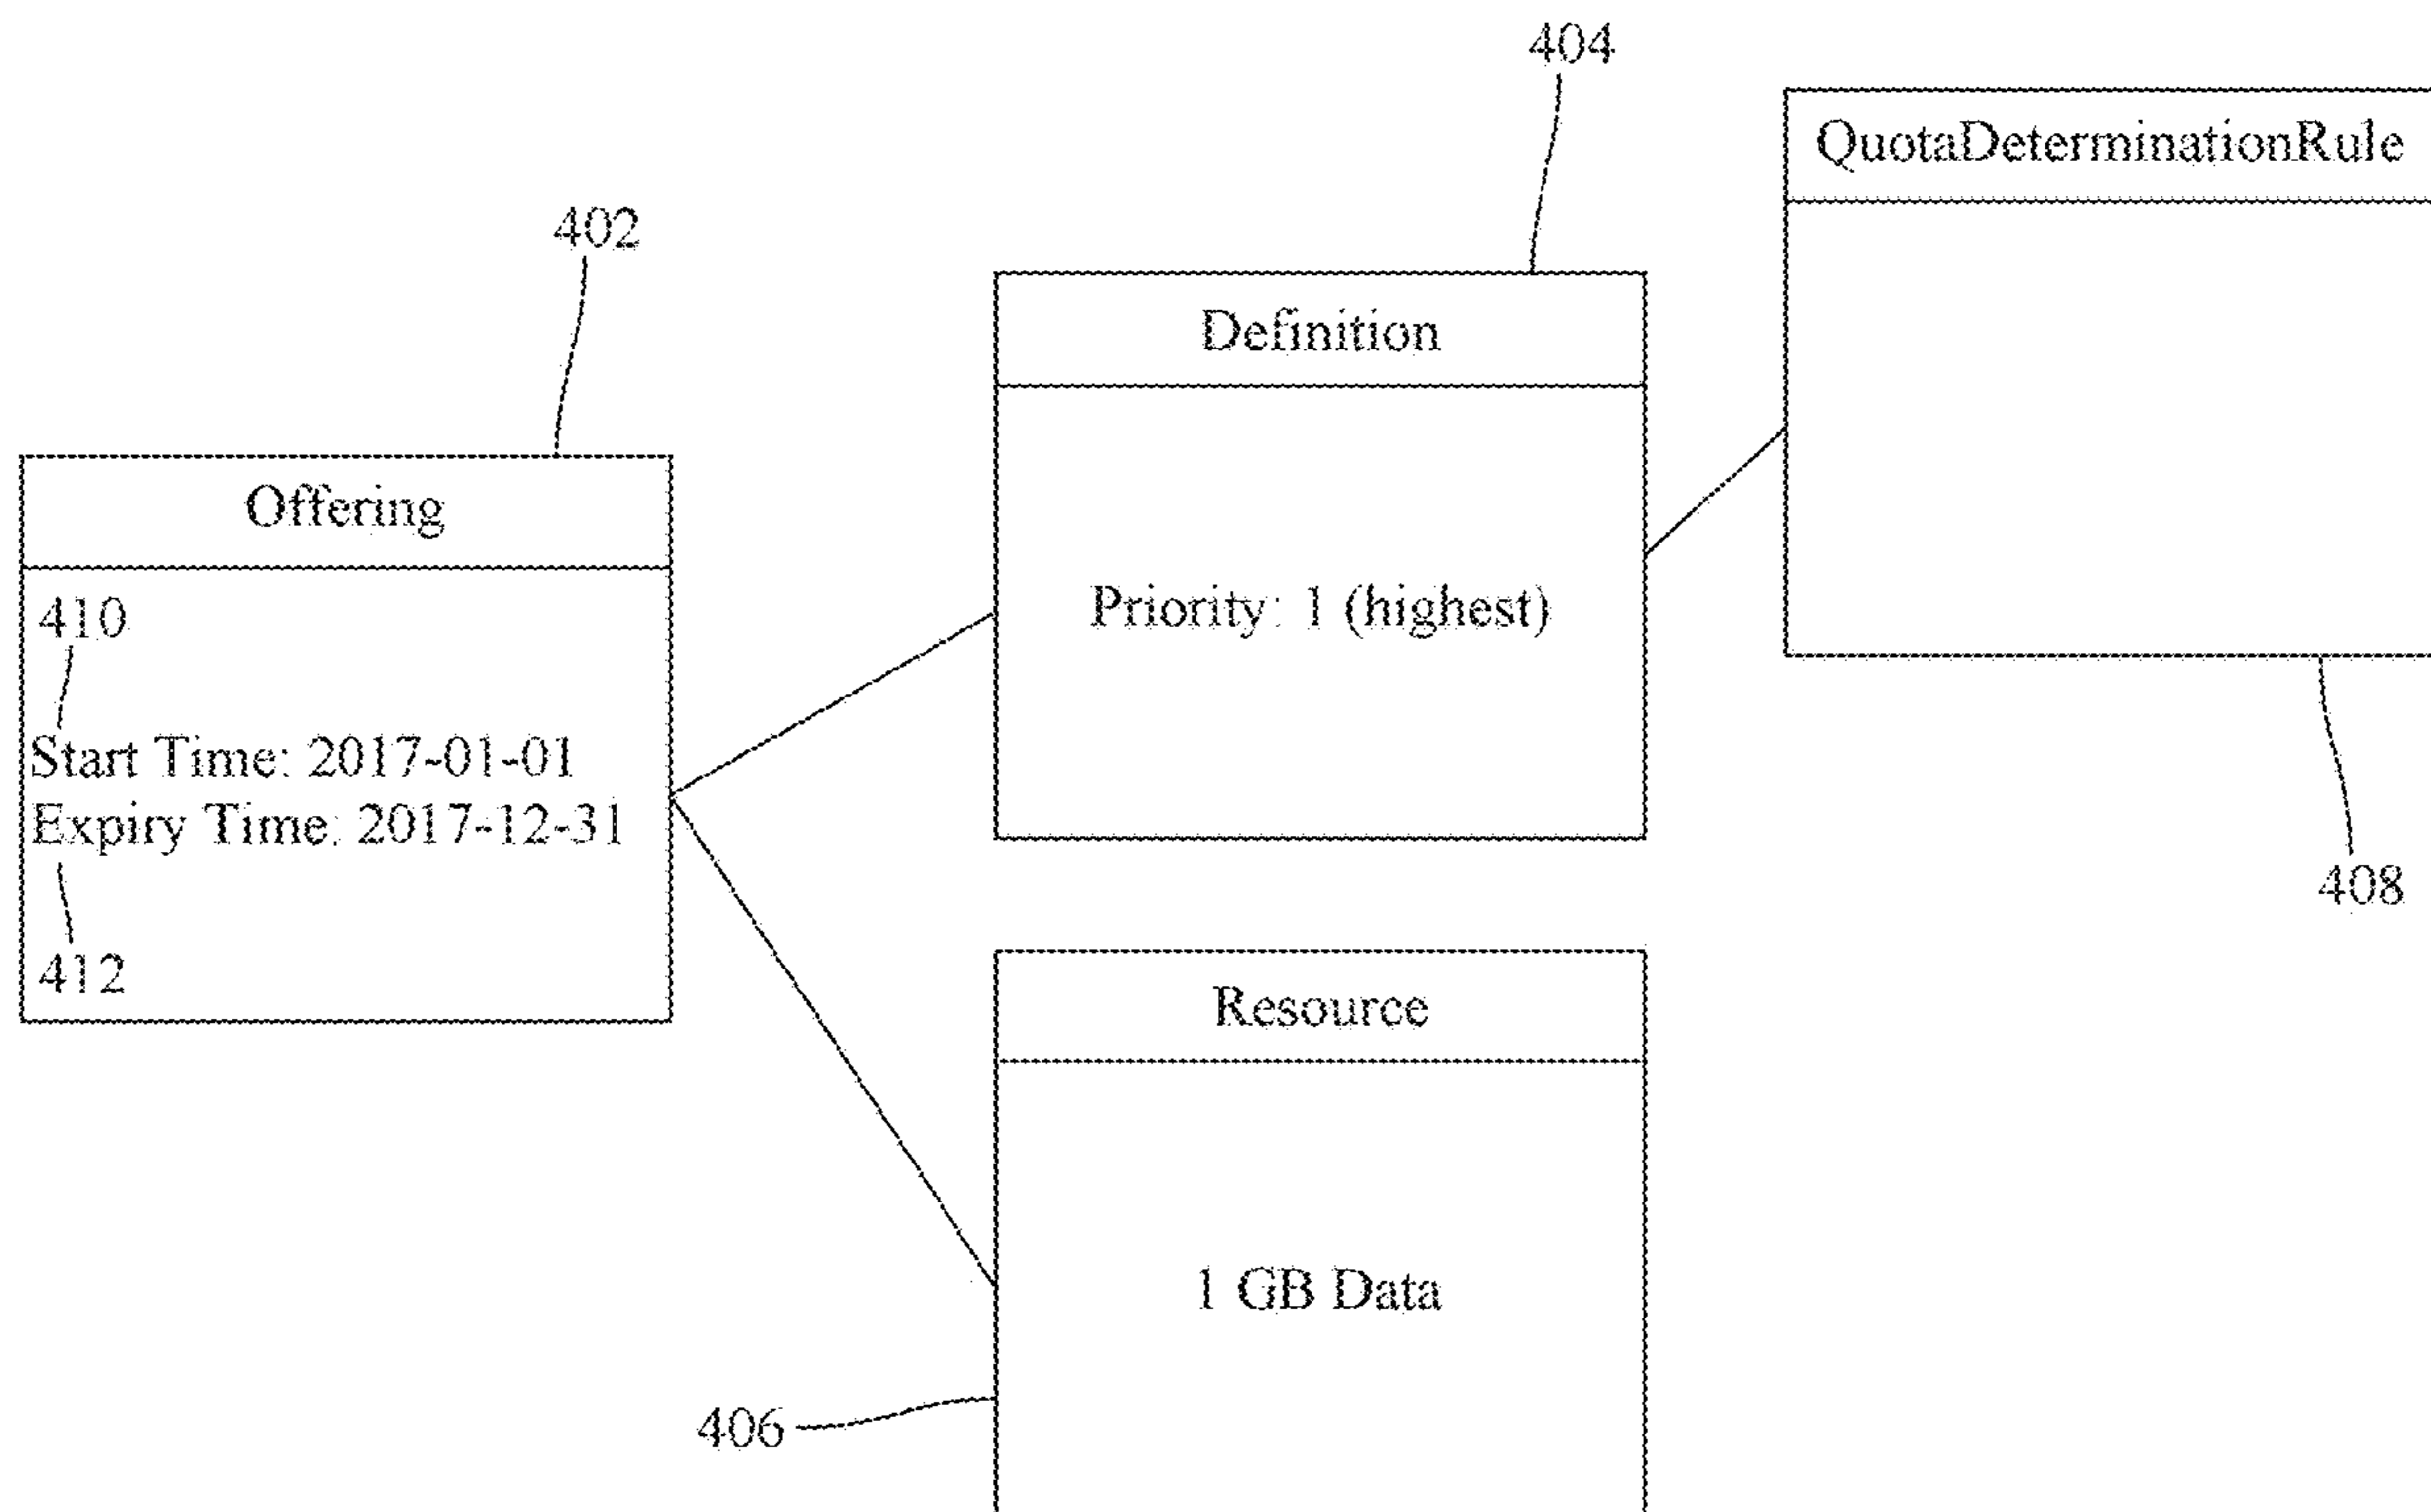 404
QuotaDeterminationRule
402
Definition
Offering
Priority: 1 (highest)
410
Start Time: 2017-01-01
Expiry Time: 2017-12-31
408
412
Resource
1 GB Data
406